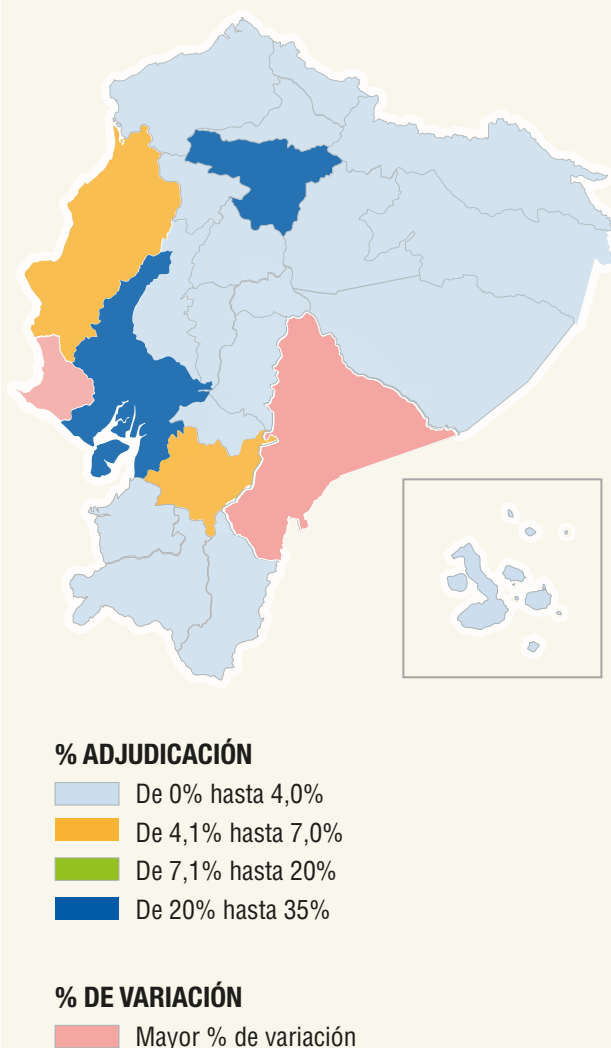 % ADJUDICACIÓN
De 0% hasta 4,0%
De 4,1% hasta 7,0%
De 7,1% hasta 20%
De 20% hasta 35%
% DE VARIACIÓN
Mayor % de variación